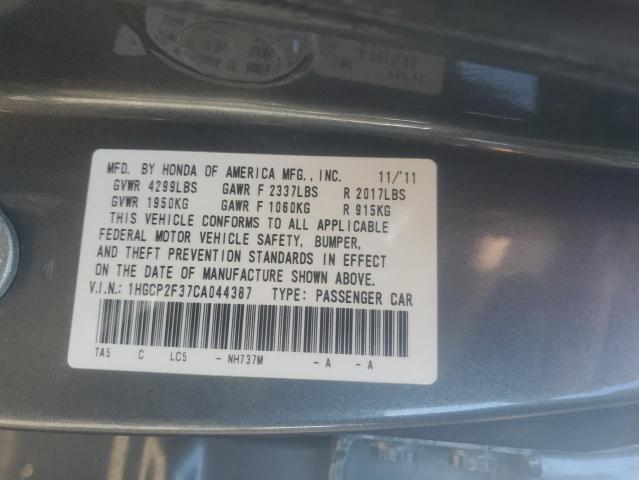 MFD. BY HONDA OF AMERICA MFG., INC. 11/'11
GVWR 4299LBS GAWR F 2337LBS R 2017LBS
GVWR 1950KG GAWR F 1060KG R 915KG
THIS VEHICLE CONFORMS TO ALL APPLICABLE
FEDERAL MOTOR VEHICLE SAFETY, BUMPER,
AND THEFT PREVENTION STANDARDS IN EFFECT
ON THE DATE OF MANUFACTURE SHOWN ABOVE.
V.I.N.: 1HGCP2F37CA044387 TYPE: PASSENGER CAR
TA5 C LC5 - NH737M - A - A